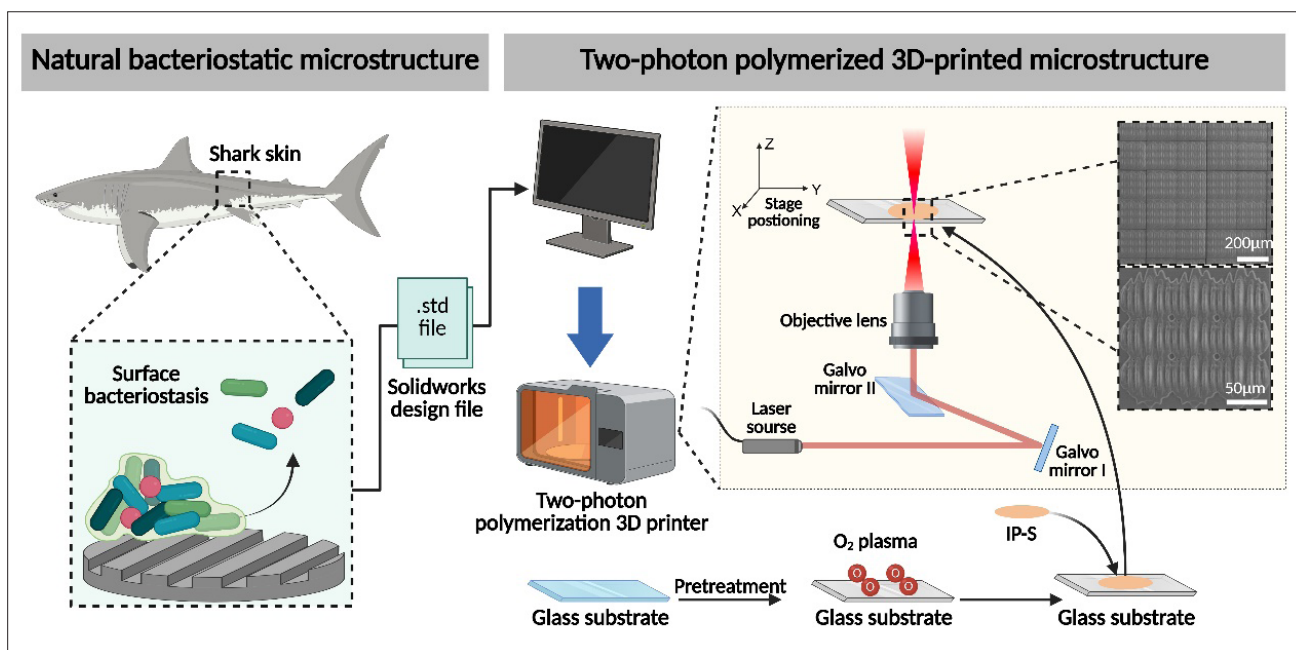 Natural bacteriostatic microstructure
Two-photon polymerized 3D-printed microstructure
Shark skin
Surface
bacteriostasis
.std
file
Solidworks
design file
Two-photon
polymerization 3D printer
Z
Y
X
Stage
postioning
Objective lens
Galvo
mirror II
Laser
sourse
Galvo
mirror I
200μm
50μm
IP-S
O₂ plasma
O
O
O
O
Glass substrate
Pretreatment
Glass substrate
Glass substrate